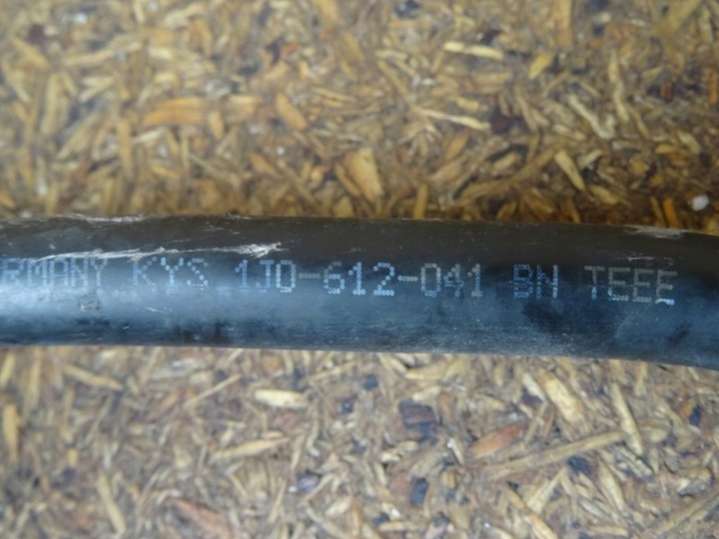 RMANY KYS 1J0-612-041 BN TEEE